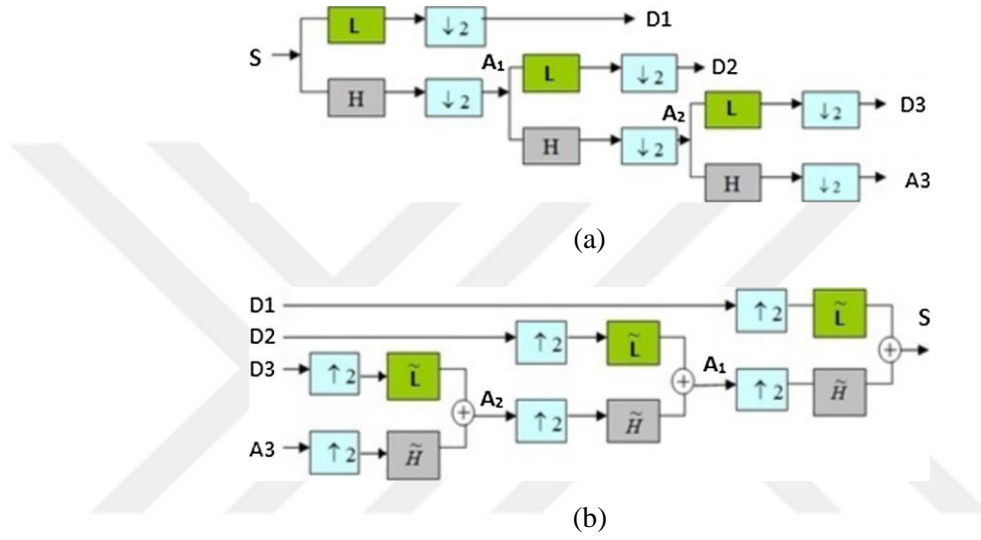 L ↓2 D1
S A₁ L ↓2 D2
H ↓2 A₂ L ↓2 D3
H ↓2
H ↓2 A3
(a)
D1 ↑2 L̃ S
D2 ↑2 L̃
D3 ↑2 L̃ A₁
A₂ ↑2 H̃ ↑2 H̃
A3 ↑2 H̃
(b)